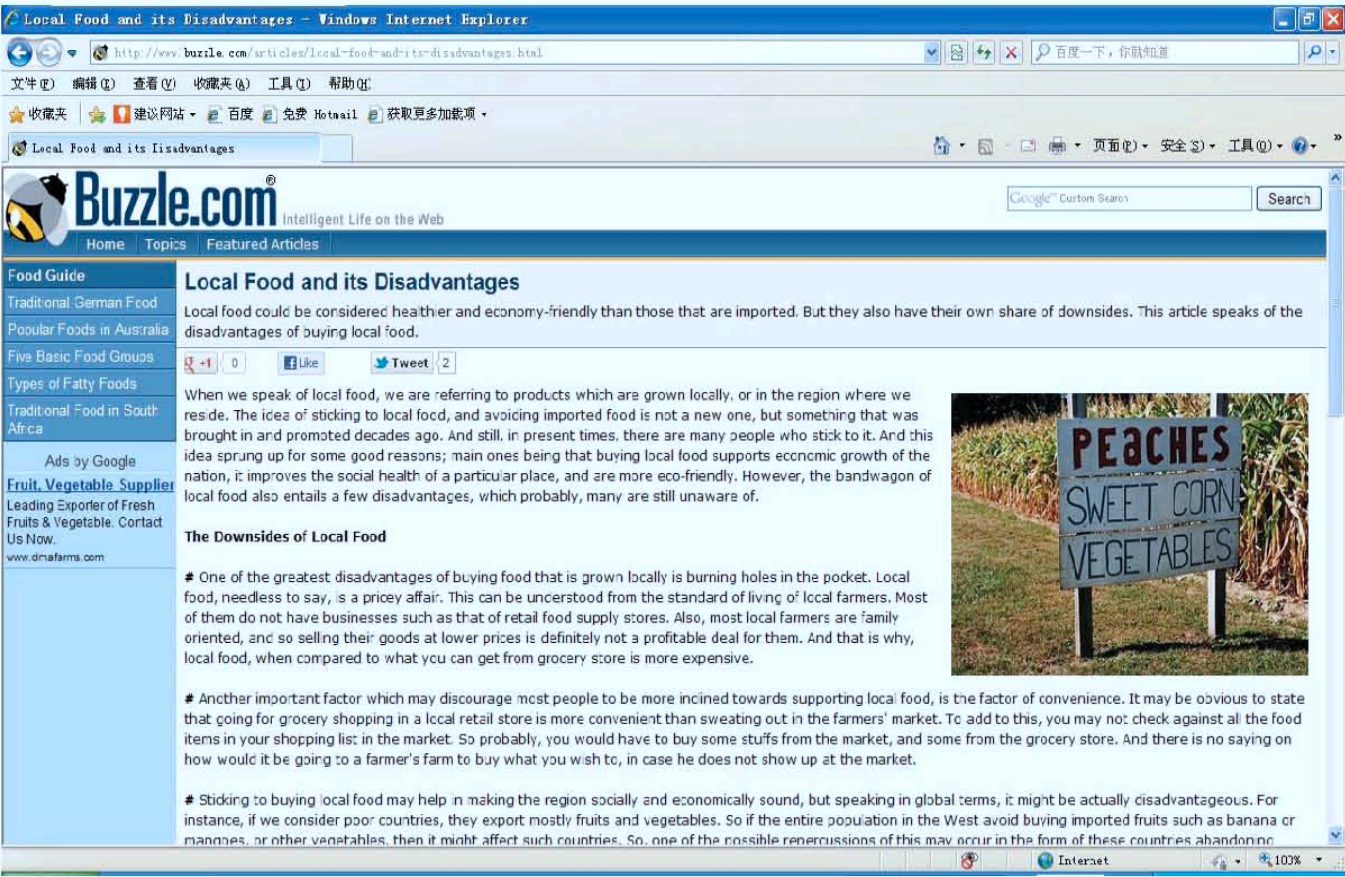 Local Food and its Disadvantages - Windows Internet Explorer
http://www.buzzle.com/articles/local-food-and-its-disadvantages.html
百度一下，你就知道
文件(F) 编辑(E) 查看(V) 收藏夹(A) 工具(T) 帮助(H)
收藏夹 建议网站 百度 免费 Hotmail 获取更多加载项
Local Food and its Disadvantages
页面(P) 安全(S) 工具(O)
Buzzle.com®
Intelligent Life on the Web
Google™ Custom Search Search
Home Topics Featured Articles
Food Guide
Traditional German Food
Popular Foods in Australia
Five Basic Food Groups
Types of Fatty Foods
Traditional Food in South
Africa
Ads by Google
Fruit, Vegetable Supplier
Leading Exporter of Fresh
Fruits & Vegetable. Contact
Us Now.
www.dmafarms.com
Local Food and its Disadvantages
Local food could be considered healthier and economy-friendly than those that are imported. But they also have their own share of downsides. This article speaks of the
disadvantages of buying local food.
+1 0 Like Tweet 2
When we speak of local food, we are referring to products which are grown locally, or in the region where we
reside. The idea of sticking to local food, and avoiding imported food is not a new one, but something that was
brought in and promoted decades ago. And still, in present times, there are many people who stick to it. And this
idea sprung up for some good reasons; main ones being that buying local food supports economic growth of the
nation, it improves the social health of a particular place, and are more eco-friendly. However, the bandwagon of
local food also entails a few disadvantages, which probably, many are still unaware of.
PEACHES
SWEET CORN
VEGETABLES
The Downsides of Local Food
# One of the greatest disadvantages of buying food that is grown locally is burning holes in the pocket. Local
food, needless to say, is a pricey affair. This can be understood from the standard of living of local farmers. Most
of them do not have businesses such as that of retail food supply stores. Also, most local farmers are family
oriented, and so selling their goods at lower prices is definitely not a profitable deal for them. And that is why,
local food, when compared to what you can get from grocery store is more expensive.
# Another important factor which may discourage most people to be more inclined towards supporting local food, is the factor of convenience. It may be obvious to state
that going for grocery shopping in a local retail store is more convenient than sweating out in the farmers' market. To add to this, you may not check against all the food
items in your shopping list in the market. So probably, you would have to buy some stuffs from the market, and some from the grocery store. And there is no saying on
how would it be going to a farmer's farm to buy what you wish to, in case he does not show up at the market.
# Sticking to buying local food may help in making the region socially and economically sound, but speaking in global terms, it might be actually disadvantageous. For
instance, if we consider poor countries, they export mostly fruits and vegetables. So if the entire population in the West avoid buying imported fruits such as banana or
mangoes, or other vegetables, then it might affect such countries. So, one of the possible repercussions of this may occur in the form of these countries abandoning
Internet 100%